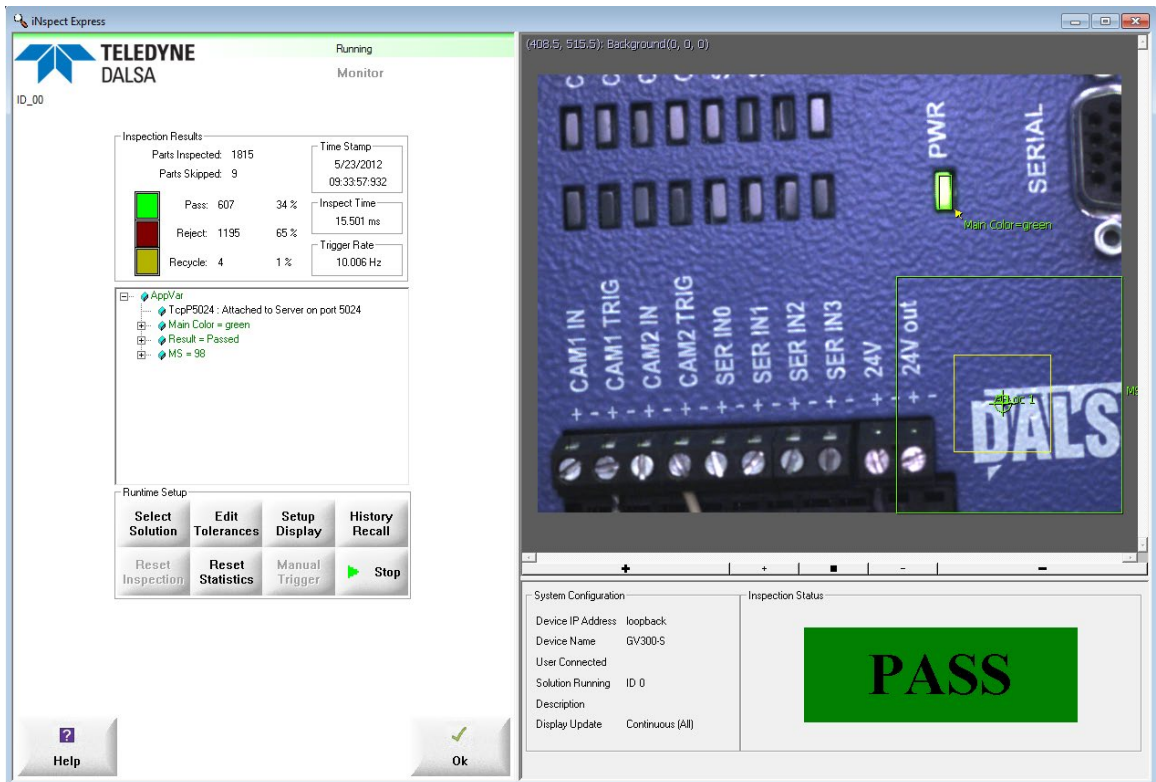 iNspect Express
TELEDYNE
DALSA
Running
Monitor
ID_00
Inspection Results
Parts Inspected: 1815
Parts Skipped: 9
Pass: 607 34 %
Reject: 1195 65 %
Recycle: 4 1 %
Time Stamp
5/23/2012
09:33:57:932
Inspect Time
15.501 ms
Trigger Rate
10.006 Hz
AppVar
TcpP5024 : Attached to Server on port 5024
Main Color = green
Result = Passed
MS = 98
Runtime Setup
Select Solution
Edit Tolerances
Setup Display
History Recall
Reset Inspection
Reset Statistics
Manual Trigger
Stop
? Help
Ok
(408.5, 515.5): Background(0, 0, 0)
PWR
SERIAL
Main Color=green
CAM1 IN
CAM1 TRIG
CAM2 IN
CAM2 TRIG
SER IN0
SER IN1
SER IN2
SER IN3
24V
24V out
+ - + - + - + - + - + - + - + - + - + -
DALS
MS
System Configuration
Device IP Address loopback
Device Name GV300-S
User Connected
Solution Running ID 0
Description
Display Update Continuous (All)
Inspection Status
PASS